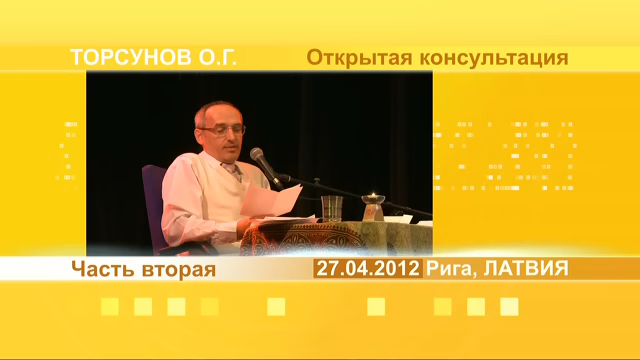 ТОРСУНОВ О.Г. Открытая консультация
Часть вторая 27.04.2012 Рига, ЛАТВИЯ